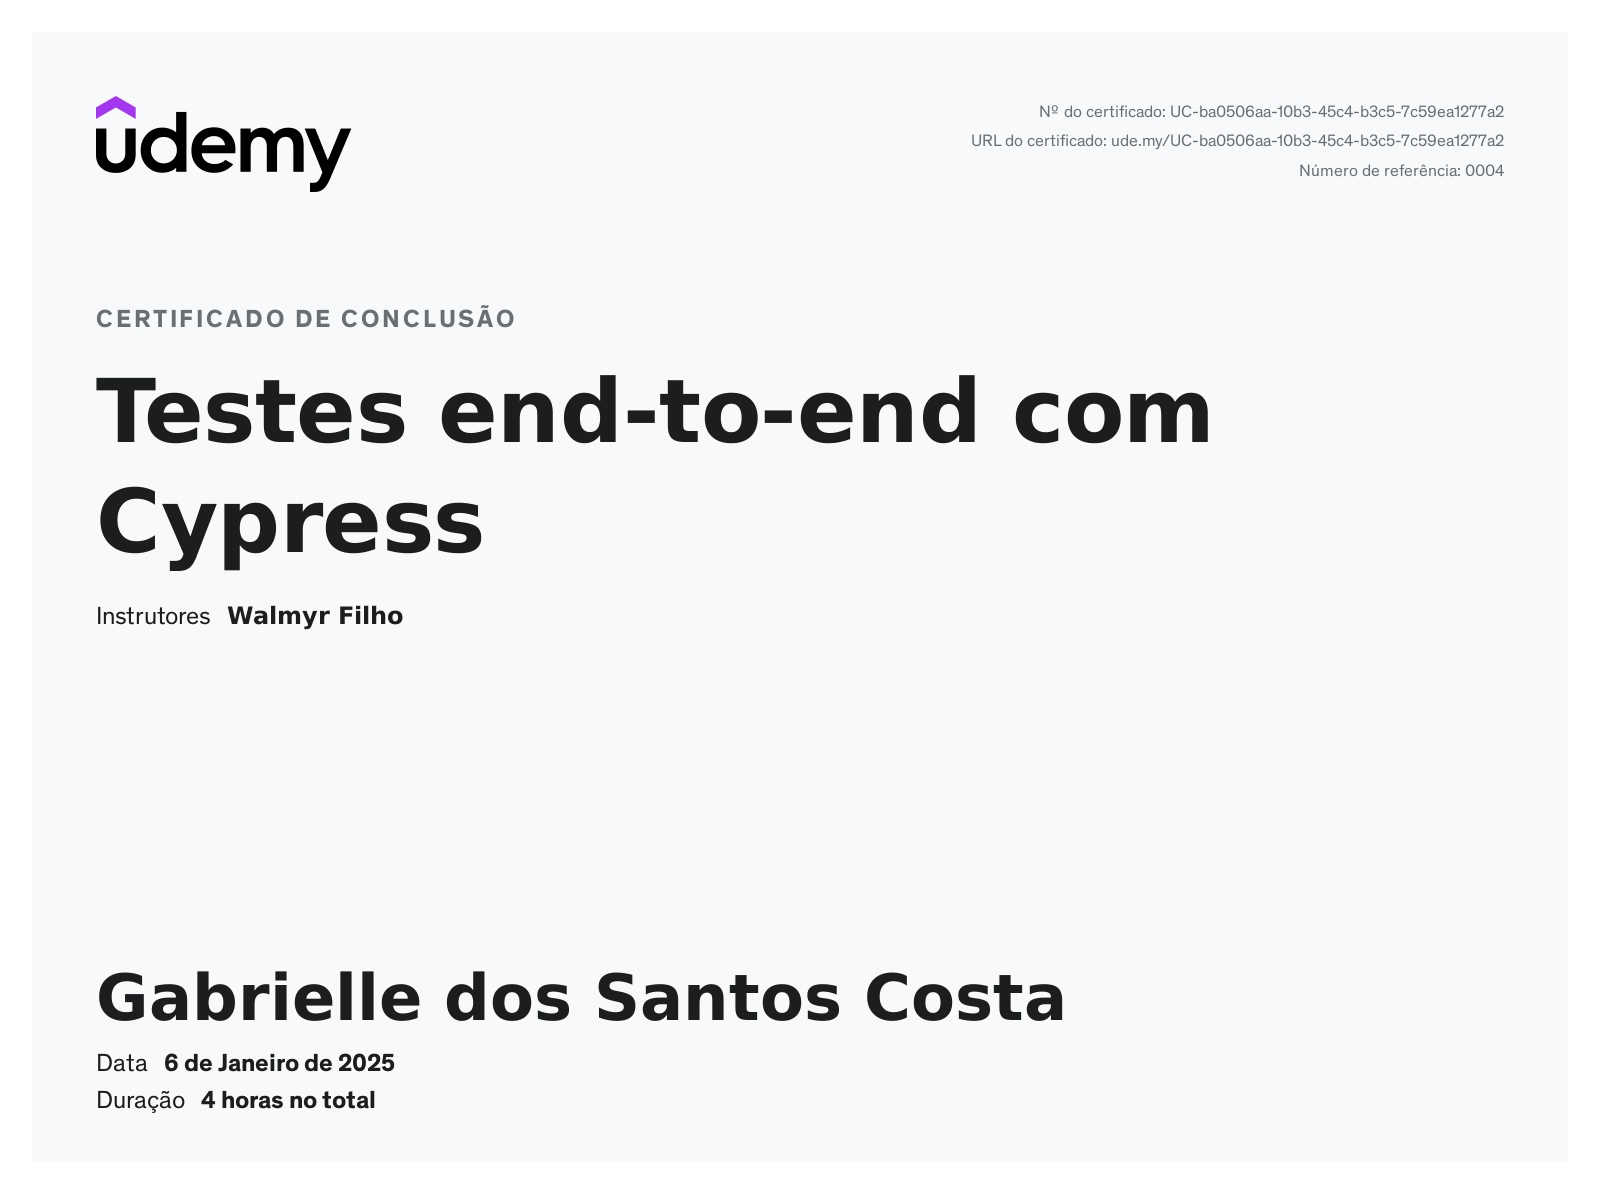 udemy
Nº do certificado: UC-ba0506aa-10b3-45c4-b3c5-7c59ea1277a2
URL do certificado: ude.my/UC-ba0506aa-10b3-45c4-b3c5-7c59ea1277a2
Número de referência: 0004
CERTIFICADO DE CONCLUSÃO
Testes end-to-end com
Cypress
Instrutores Walmyr Filho
Gabrielle dos Santos Costa
Data 6 de Janeiro de 2025
Duração 4 horas no total